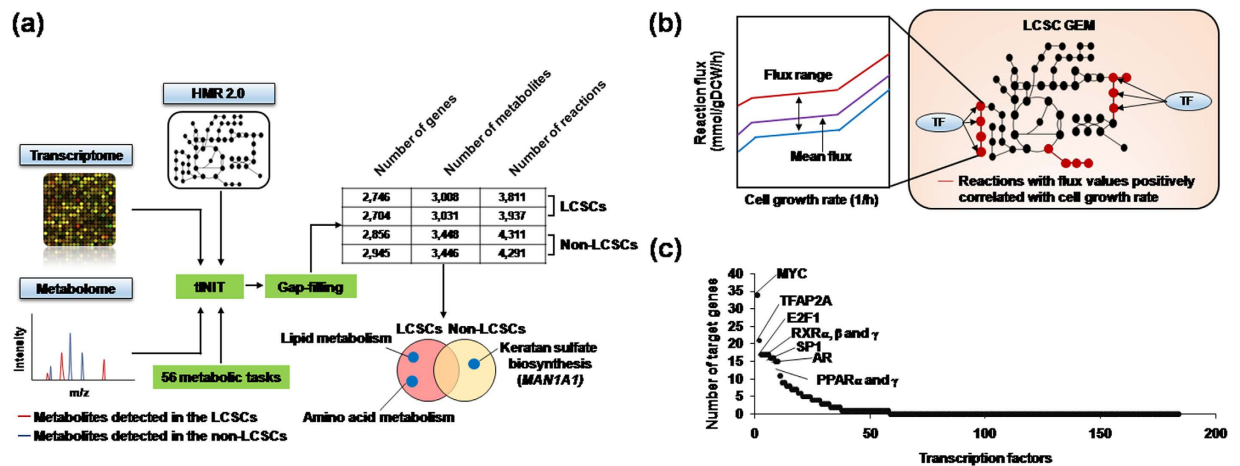 (a)
HMR 2.0
Transcriptome
Metabolome
Intensity
m/z
Metabolites detected in the LCSCs
Metabolites detected in the non-LCSCs
tINIT
Gap-filling
56 metabolic tasks
Number of genes
Number of metabolites
Number of reactions
2,746 3,008 3,811
2,704 3,031 3,937
2,856 3,448 4,311
2,945 3,446 4,291
LCSCs
Non-LCSCs
LCSCs Non-LCSCs
Lipid metabolism
Amino acid metabolism
Keratan sulfate
biosynthesis
(MAN1A1)
(b)
Reaction flux
(mmol/gDCW/h)
Flux range
Mean flux
Cell growth rate (1/h)
LCSC GEM
TF
TF
Reactions with flux values positively
correlated with cell growth rate
(c)
Number of target genes
40
35
30
25
20
15
10
5
0
MYC
TFAP2A
E2F1
RXRα, β and γ
SP1
AR
PPARα and γ
0 50 100 150 200
Transcription factors